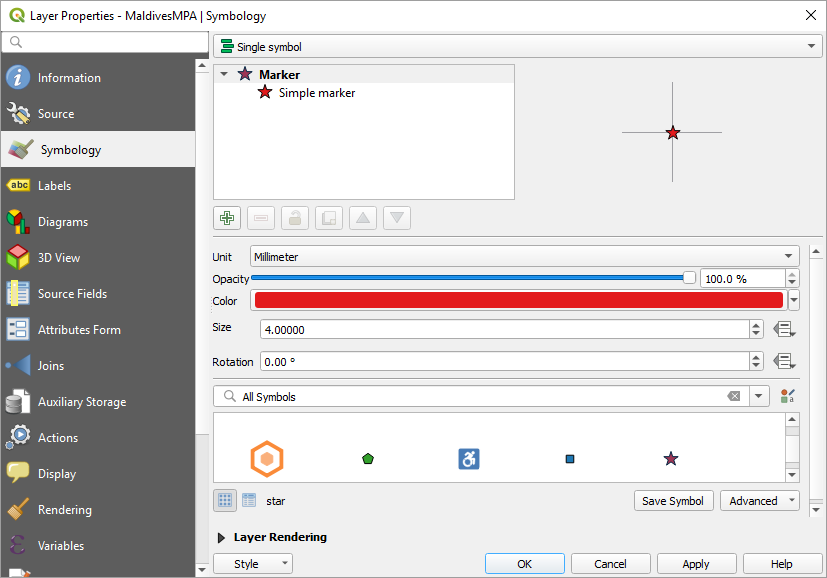 Layer Properties - MaldivesMPA | Symbology
Single symbol
Information
Source
Symbology
Labels
Diagrams
3D View
Source Fields
Attributes Form
Joins
Auxiliary Storage
Actions
Display
Rendering
Variables
abc
Marker
Simple marker
Unit
Millimeter
Opacity
100.0 %
Color
Size
4.00000
Rotation
0.00 °
All Symbols
a
star
Save Symbol
Advanced
Layer Rendering
Style
OK
Cancel
Apply
Help